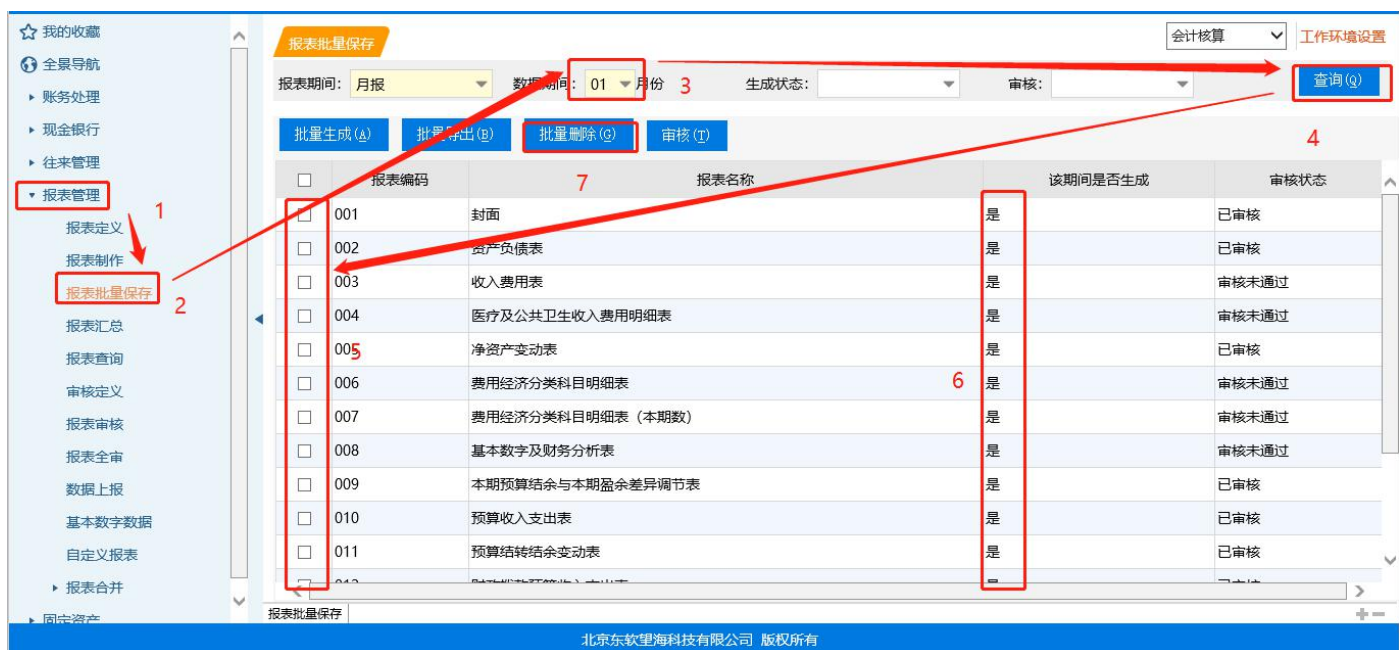 我的收藏
全景导航
账务处理
现金银行
往来管理
报表管理
1
报表定义
报表制作
报表批量保存
2
报表汇总
报表查询
审核定义
报表审核
报表全审
数据上报
基本数字数据
自定义报表
报表合并
固定资产
报表批量保存
会计核算
工作环境设置
报表期间: 月报
数据期间: 01 月份
3
生成状态:
审核:
查询(Q)
4
批量生成(A)
批量导出(B)
批量删除(G)
审核(T)
7
报表编码 报表名称 该期间是否生成 审核状态
001 封面 是 已审核
002 资产负债表 是 已审核
003 收入费用表 是 审核未通过
004 医疗及公共卫生收入费用明细表 是 审核未通过
005 净资产变动表 是 已审核
5
006 费用经济分类科目明细表 是 审核未通过
6
007 费用经济分类科目明细表（本期数） 是 审核未通过
008 基本数字及财务分析表 是 审核未通过
009 本期预算结余与本期盈余差异调节表 是 已审核
010 预算收入支出表 是 已审核
011 预算结转结余变动表 是 已审核
报表批量保存
北京东软望海科技有限公司 版权所有